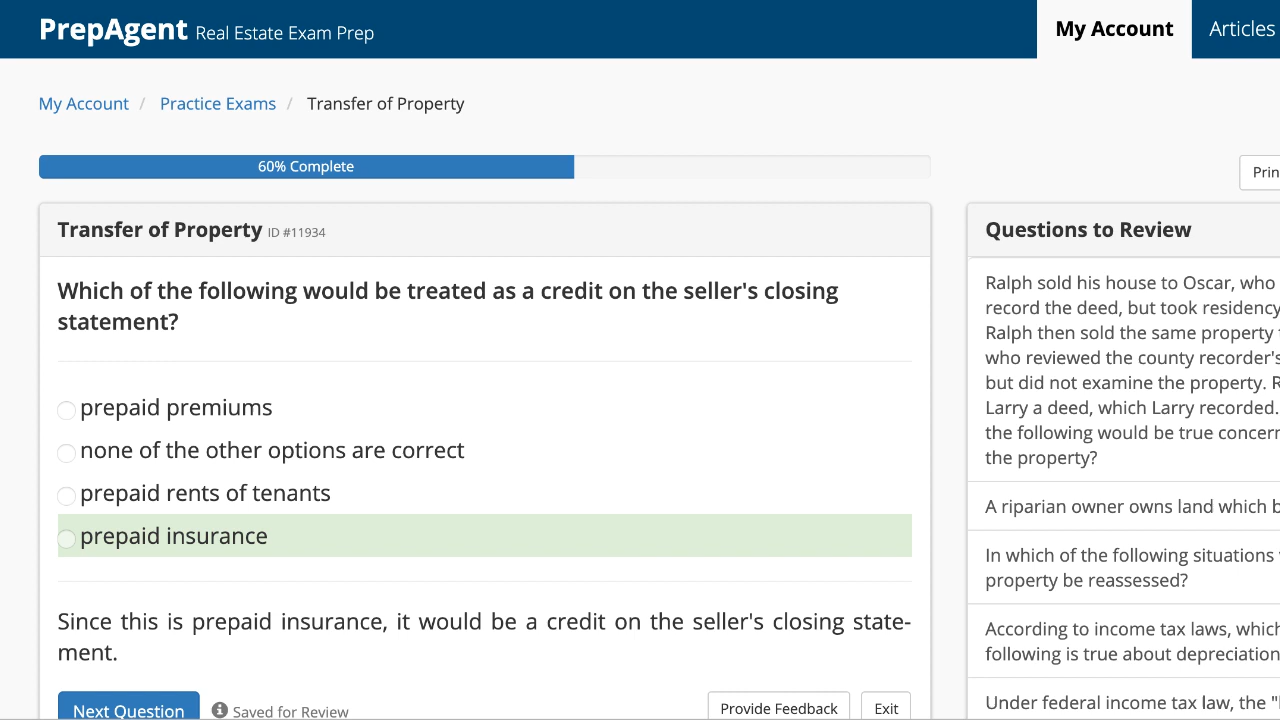 PrepAgent Real Estate Exam Prep
My Account
Articles
My Account / Practice Exams / Transfer of Property
60% Complete
Prin
Transfer of Property ID #11934
Which of the following would be treated as a credit on the seller's closing
statement?
prepaid premiums
none of the other options are correct
prepaid rents of tenants
prepaid insurance
Since this is prepaid insurance, it would be a credit on the seller's closing state-
ment.
Next Question
Saved for Review
Provide Feedback
Exit
Questions to Review
Ralph sold his house to Oscar, who
record the deed, but took residency
Ralph then sold the same property
who reviewed the county recorder's
but did not examine the property. R
Larry a deed, which Larry recorded.
the following would be true concern
the property?
A riparian owner owns land which b
In which of the following situations
property be reassessed?
According to income tax laws, which
following is true about depreciation
Under federal income tax law, the "